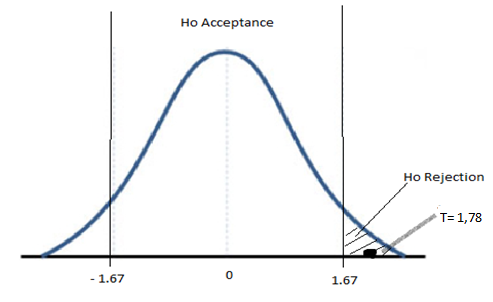 Ho Acceptance
Ho Rejection
T= 1,78
- 1.67
0
1.67